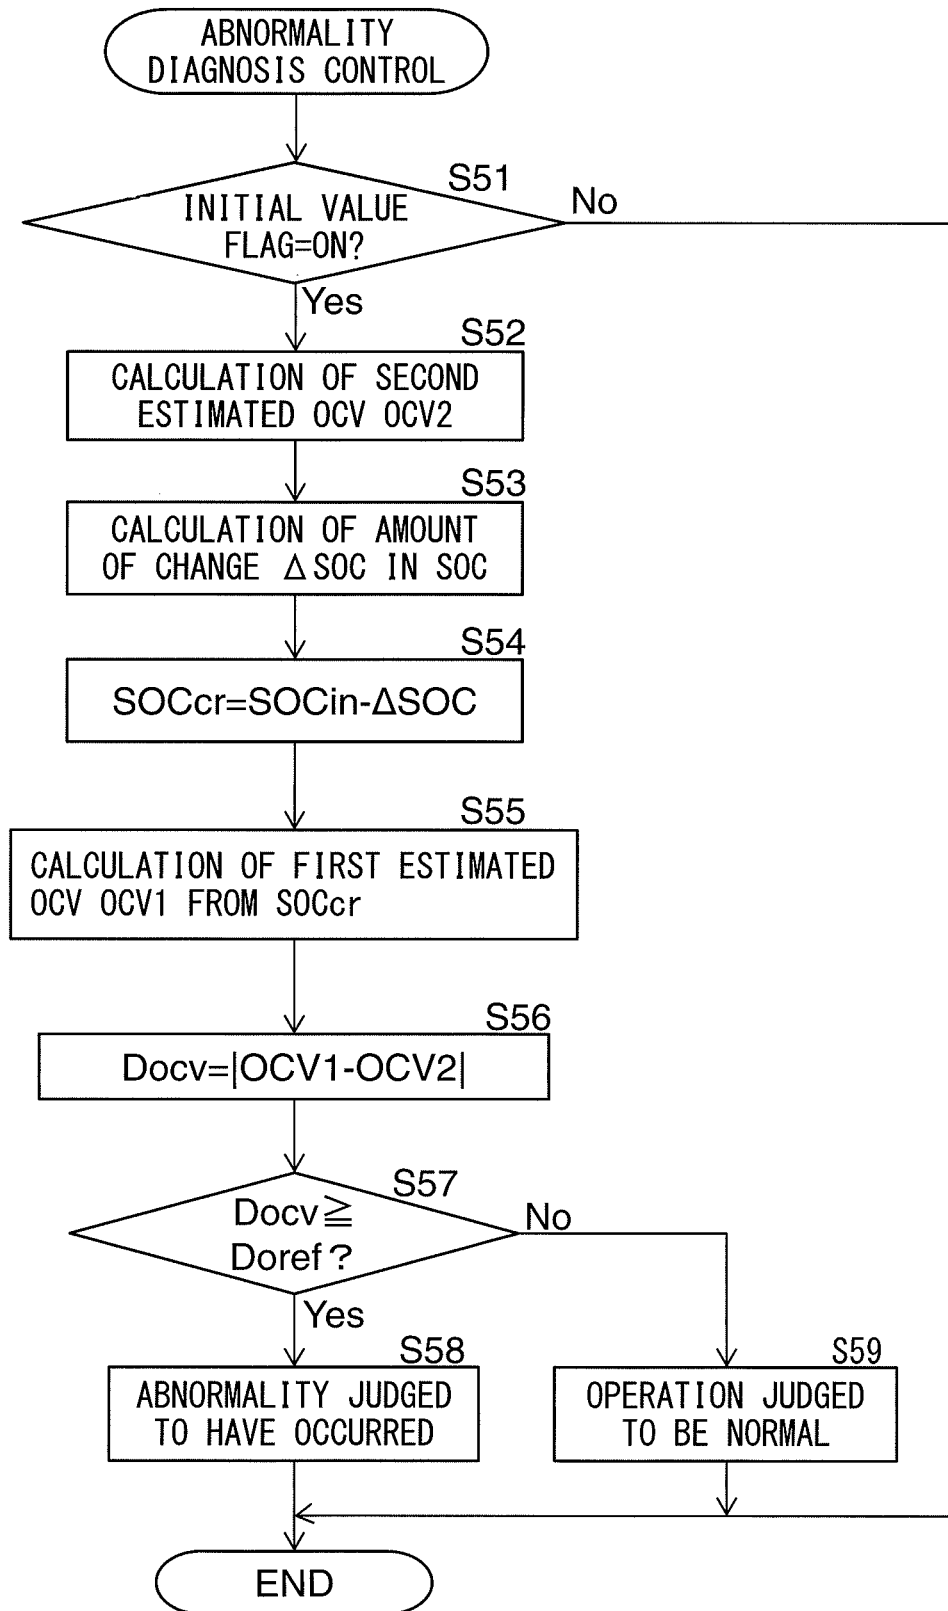 ABNORMALITY
DIAGNOSIS CONTROL
S51
INITIAL VALUE
FLAG=ON?
No
Yes
S52
CALCULATION OF SECOND
ESTIMATED OCV OCV2
S53
CALCULATION OF AMOUNT
OF CHANGE ΔSOC IN SOC
S54
SOCcr=SOCin-ΔSOC
S55
CALCULATION OF FIRST ESTIMATED
OCV OCV1 FROM SOCcr
S56
Docv=|OCV1-OCV2|
S57
Docv≧
Doref?
No
Yes
S58
ABNORMALITY JUDGED
TO HAVE OCCURRED
S59
OPERATION JUDGED
TO BE NORMAL
END